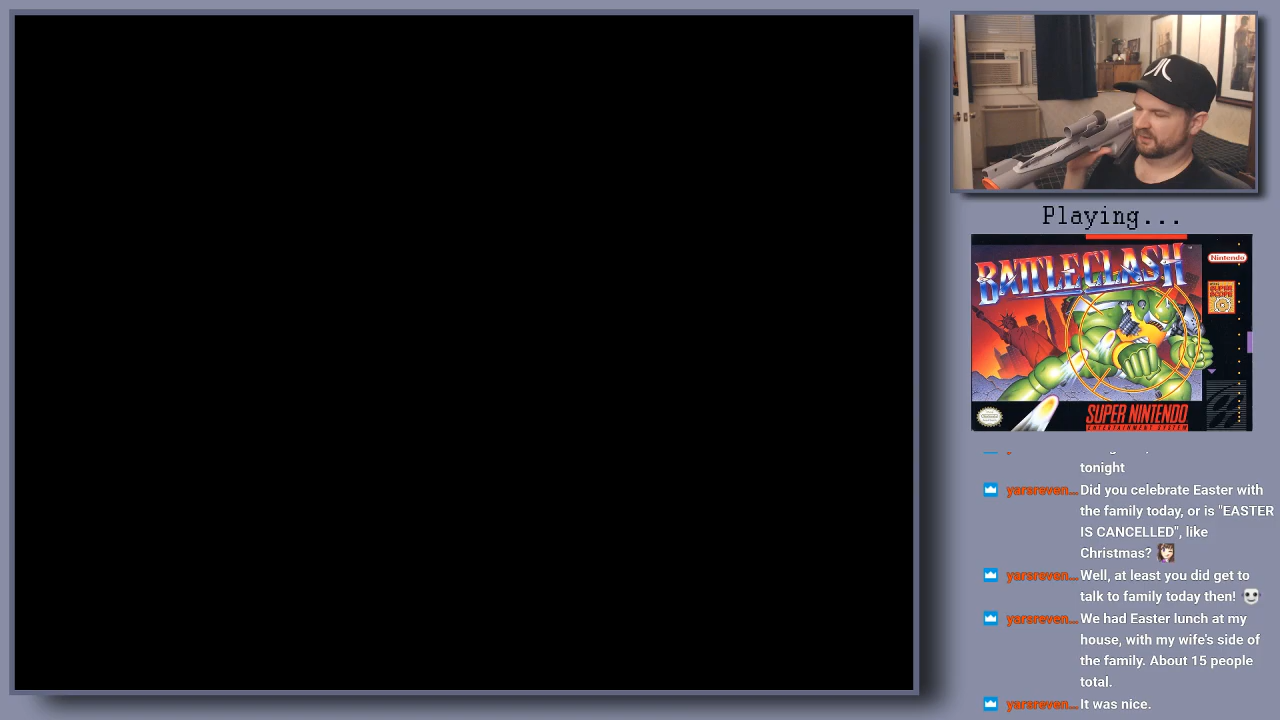 Playing...
BATTLECLASH
Nintendo
SUPER SCOPE
SUPER NINTENDO
ENTERTAINMENT SYSTEM
tonight
yarsreven... Did you celebrate Easter with
the family today, or is "EASTER
IS CANCELLED", like
Christmas?
yarsreven... Well, at least you did get to
talk to family today then!
yarsreven... We had Easter lunch at my
house, with my wife's side of
the family. About 15 people
total.
yarsreven... It was nice.